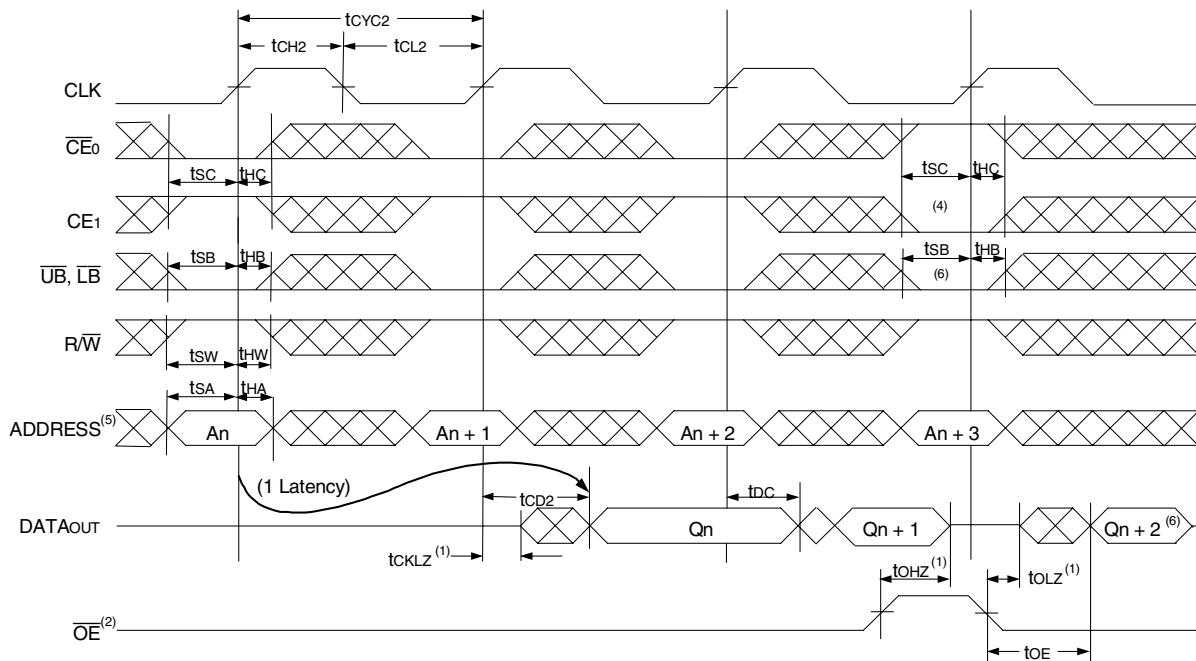 tCYC2
tCH2 tCL2
CLK
CE0
tSC tHC tSC tHC
CE1 (4)
tSB tHB tSB tHB
UB, LB (6)
R/W
tSW tHW
tSA tHA
ADDRESS(5) An An + 1 An + 2 An + 3
(1 Latency) tCD2 tDC
DATAOUT Qn Qn + 1 Qn + 2(6)
tCKLZ(1) tOHZ(1) tOLZ(1)
OE(2)
tOE